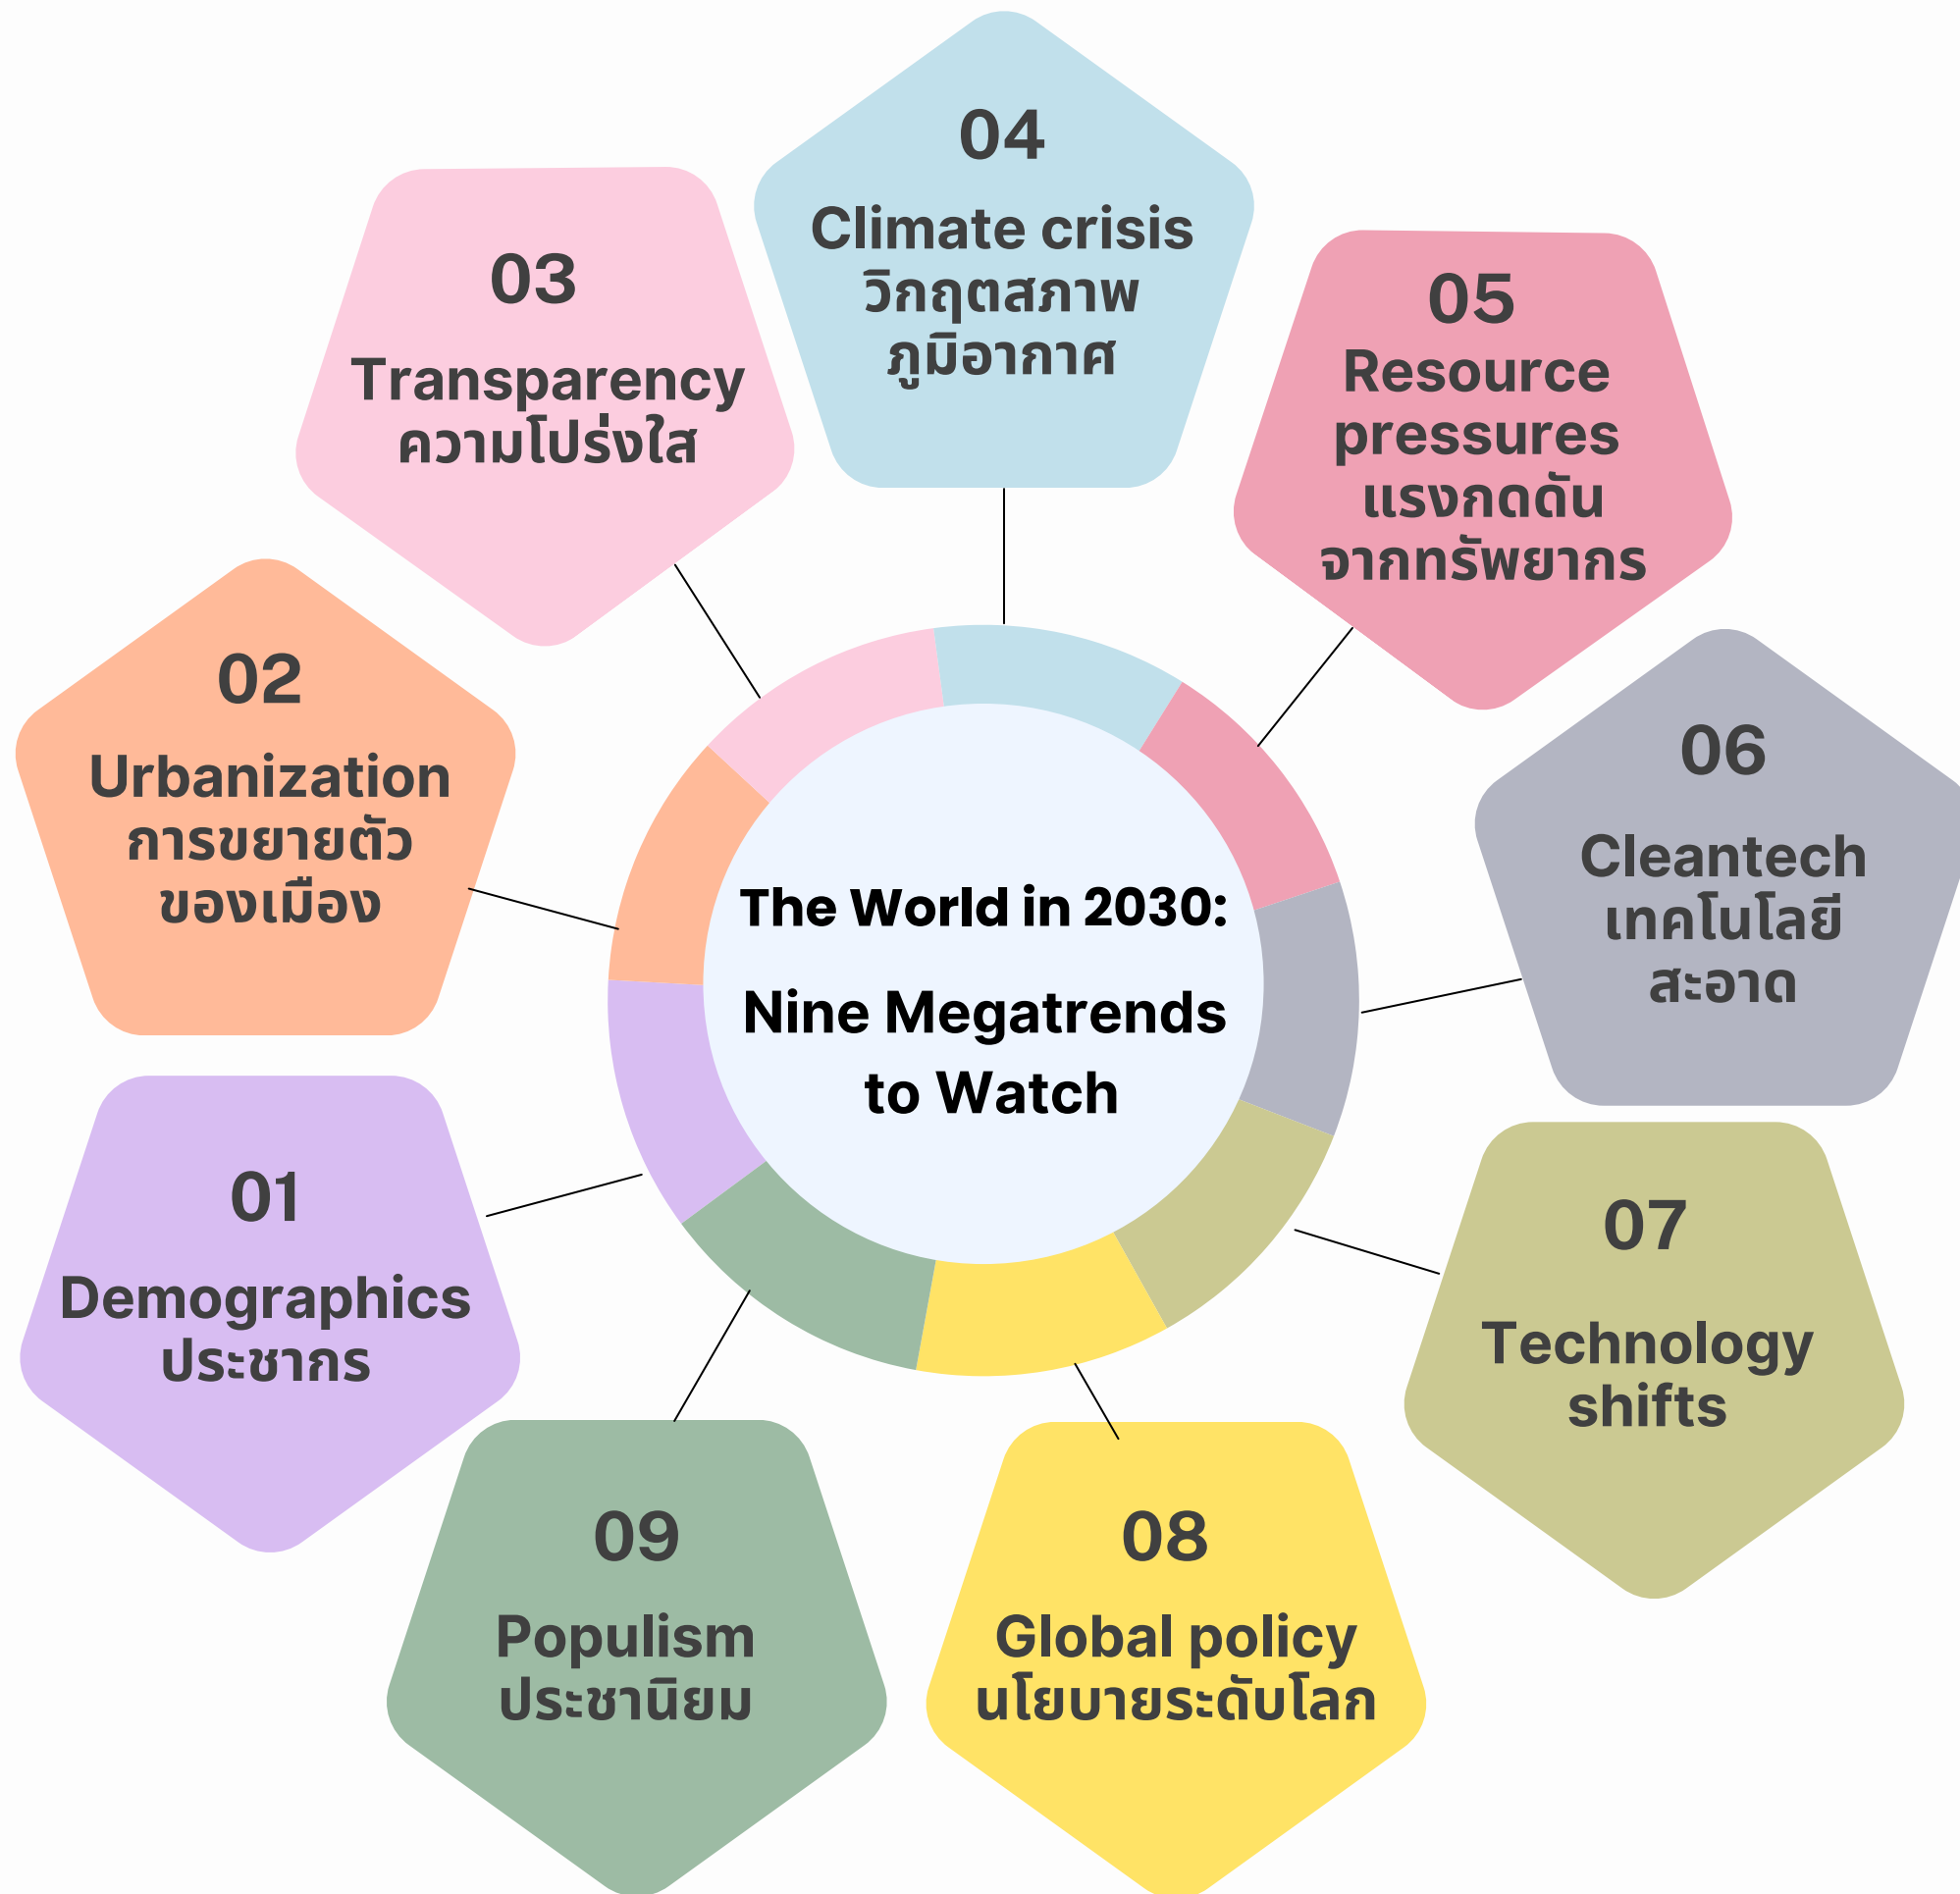 The World in 2030:
Nine Megatrends
to Watch
01
Demographics
ประชากร
02
Urbanization
การขยายตัว
ของเมือง
03
Transparency
ความโปร่งใส
04
Climate crisis
วิกฤตสภาพ
ภูมิอากาศ
05
Resource
pressures
แรงกดดัน
จากทรัพยากร
06
Cleantech
เทคโนโลยี
สะอาด
07
Technology
shifts
08
Global policy
นโยบายระดับโลก
09
Populism
ประชานิยม